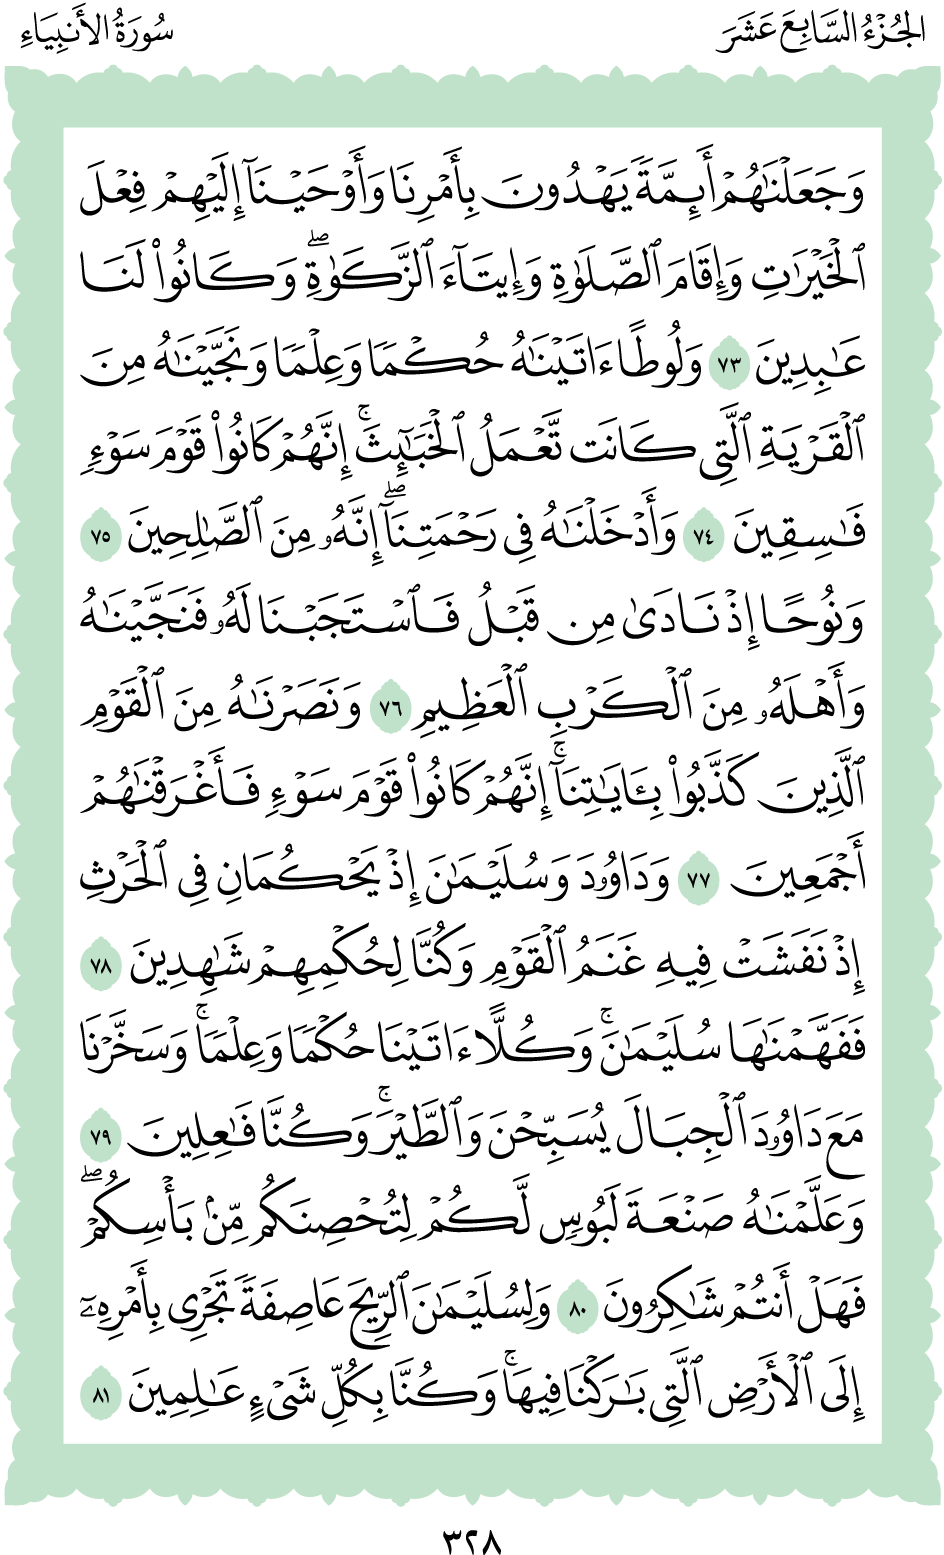 الجُزْءُ السَّابِعَ عَشَرَ
سُورَةُ الأَنبِيَاءِ
وَجَعَلْنَٰهُمْ أَئِمَّةً يَهْدُونَ بِأَمْرِنَا وَأَوْحَيْنَآ إِلَيْهِمْ فِعْلَ
ٱلْخَيْرَٰتِ وَإِقَامَ ٱلصَّلَوٰةِ وَإِيتَآءَ ٱلزَّكَوٰةِۖ وَكَانُوا۟ لَنَا
عَٰبِدِينَ ٧٣ وَلُوطًا ءَاتَيْنَٰهُ حُكْمًا وَعِلْمًا وَنَجَّيْنَٰهُ مِنَ
ٱلْقَرْيَةِ ٱلَّتِى كَانَت تَّعْمَلُ ٱلْخَبَٰٓئِثَۚ إِنَّهُمْ كَانُوا۟ قَوْمَ سَوْءٍ
فَٰسِقِينَ ٧٤ وَأَدْخَلْنَٰهُ فِى رَحْمَتِنَآۖ إِنَّهُۥ مِنَ ٱلصَّٰلِحِينَ ٧٥
وَنُوحًا إِذْ نَادَىٰ مِن قَبْلُ فَٱسْتَجَبْنَا لَهُۥ فَنَجَّيْنَٰهُ
وَأَهْلَهُۥ مِنَ ٱلْكَرْبِ ٱلْعَظِيمِ ٧٦ وَنَصَرْنَٰهُ مِنَ ٱلْقَوْمِ
ٱلَّذِينَ كَذَّبُوا۟ بِـَٔايَٰتِنَآۚ إِنَّهُمْ كَانُوا۟ قَوْمَ سَوْءٍ فَأَغْرَقْنَٰهُمْ
أَجْمَعِينَ ٧٧ وَدَاوُۥدَ وَسُلَيْمَٰنَ إِذْ يَحْكُمَانِ فِى ٱلْحَرْثِ
إِذْ نَفَشَتْ فِيهِ غَنَمُ ٱلْقَوْمِ وَكُنَّا لِحُكْمِهِمْ شَٰهِدِينَ ٧٨
فَفَهَّمْنَٰهَا سُلَيْمَٰنَۚ وَكُلًّا ءَاتَيْنَا حُكْمًا وَعِلْمًاۚ وَسَخَّرْنَا
مَعَ دَاوُۥدَ ٱلْجِبَالَ يُسَبِّحْنَ وَٱلطَّيْرَۚ وَكُنَّا فَٰعِلِينَ ٧٩
وَعَلَّمْنَٰهُ صَنْعَةَ لَبُوسٍ لَّكُمْ لِتُحْصِنَكُم مِّنۢ بَأْسِكُمْۖ
فَهَلْ أَنتُمْ شَٰكِرُونَ ٨٠ وَلِسُلَيْمَٰنَ ٱلرِّيحَ عَاصِفَةً تَجْرِى بِأَمْرِهِۦٓ
إِلَى ٱلْأَرْضِ ٱلَّتِى بَٰرَكْنَا فِيهَاۚ وَكُنَّا بِكُلِّ شَىْءٍ عَٰلِمِينَ ٨١
٣٢٨